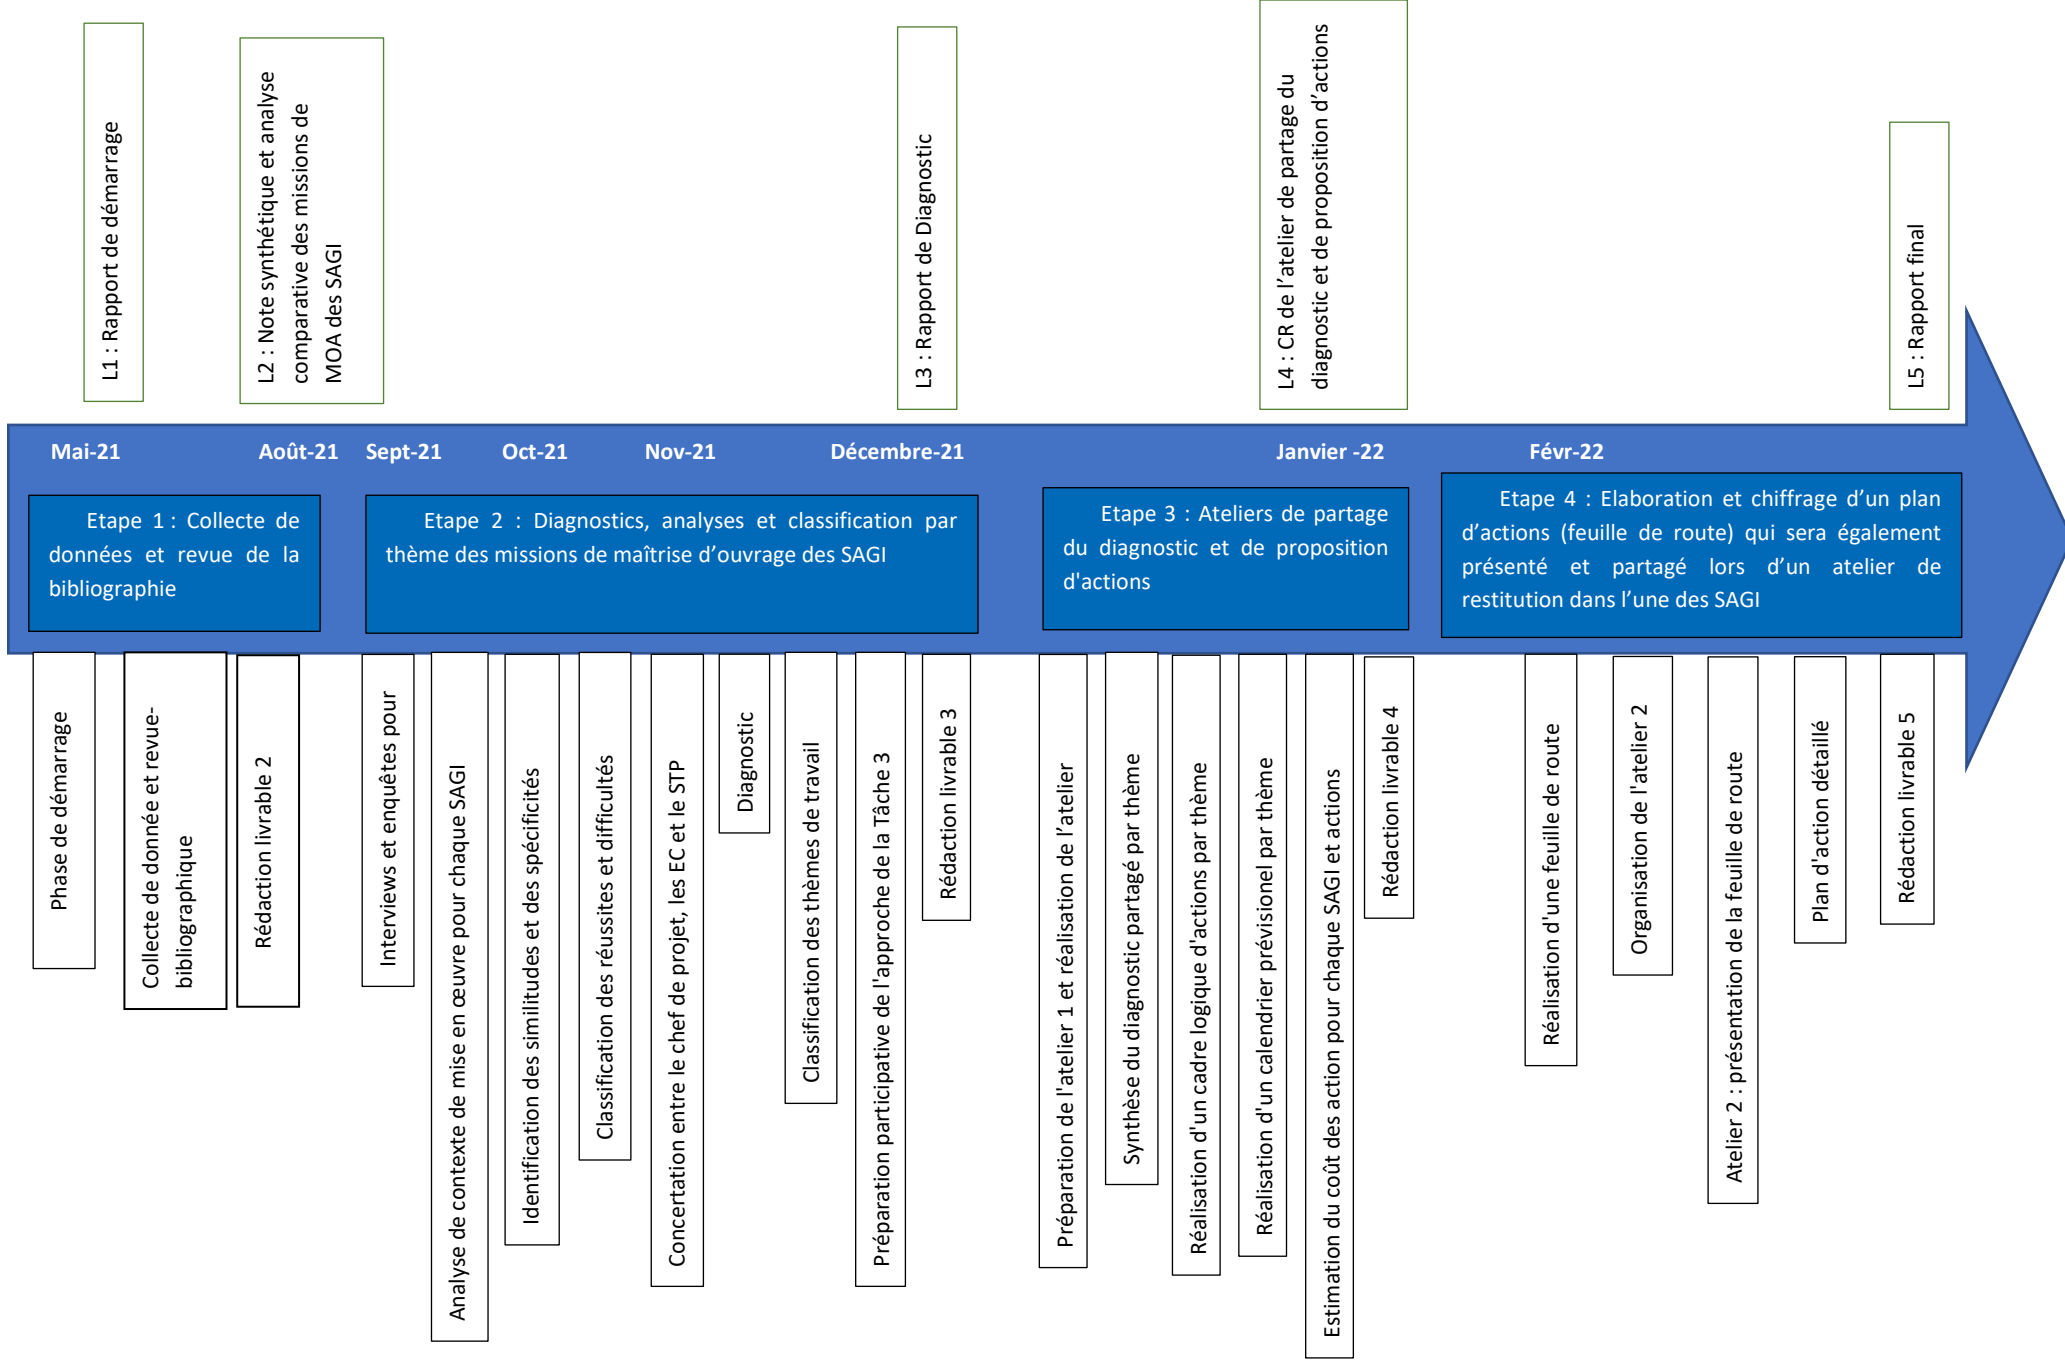 L1 : Rapport de démarrage
L2 : Note synthétique et analyse
comparative des missions de
MOA des SAGI
L3 : Rapport de Diagnostic
L4 : CR de l’atelier de partage du
diagnostic et de proposition d’actions
L5 : Rapport final
Mai-21
Août-21
Sept-21
Oct-21
Nov-21
Décembre-21
Janvier -22
Févr-22
Etape 1 : Collecte de
données et revue de la
bibliographie
Etape 2 : Diagnostics, analyses et classification par
thème des missions de maîtrise d’ouvrage des SAGI
Etape 3 : Ateliers de partage
du diagnostic et de proposition
d'actions
Etape 4 : Elaboration et chiffrage d’un plan
d’actions (feuille de route) qui sera également
présenté et partagé lors d’un atelier de
restitution dans l’une des SAGI
Phase de démarrage
Collecte de donnée et revue-
bibliographique
Rédaction livrable 2
Interviews et enquêtes pour
Analyse de contexte de mise en œuvre pour chaque SAGI
Identification des similitudes et des spécificités
Classification des réussites et difficultés
Concertation entre le chef de projet, les EC et le STP
Diagnostic
Classification des thèmes de travail
Préparation participative de l'approche de la Tâche 3
Rédaction livrable 3
Préparation de l'atelier 1 et réalisation de l’atelier
Synthèse du diagnostic partagé par thème
Réalisation d'un cadre logique d'actions par thème
Réalisation d'un calendrier prévisionel par thème
Estimation du coût des action pour chaque SAGI et actions
Rédaction livrable 4
Réalisation d'une feuille de route
Organisation de l'atelier 2
Atelier 2 : présentation de la feuille de route
Plan d'action détaillé
Rédaction livrable 5